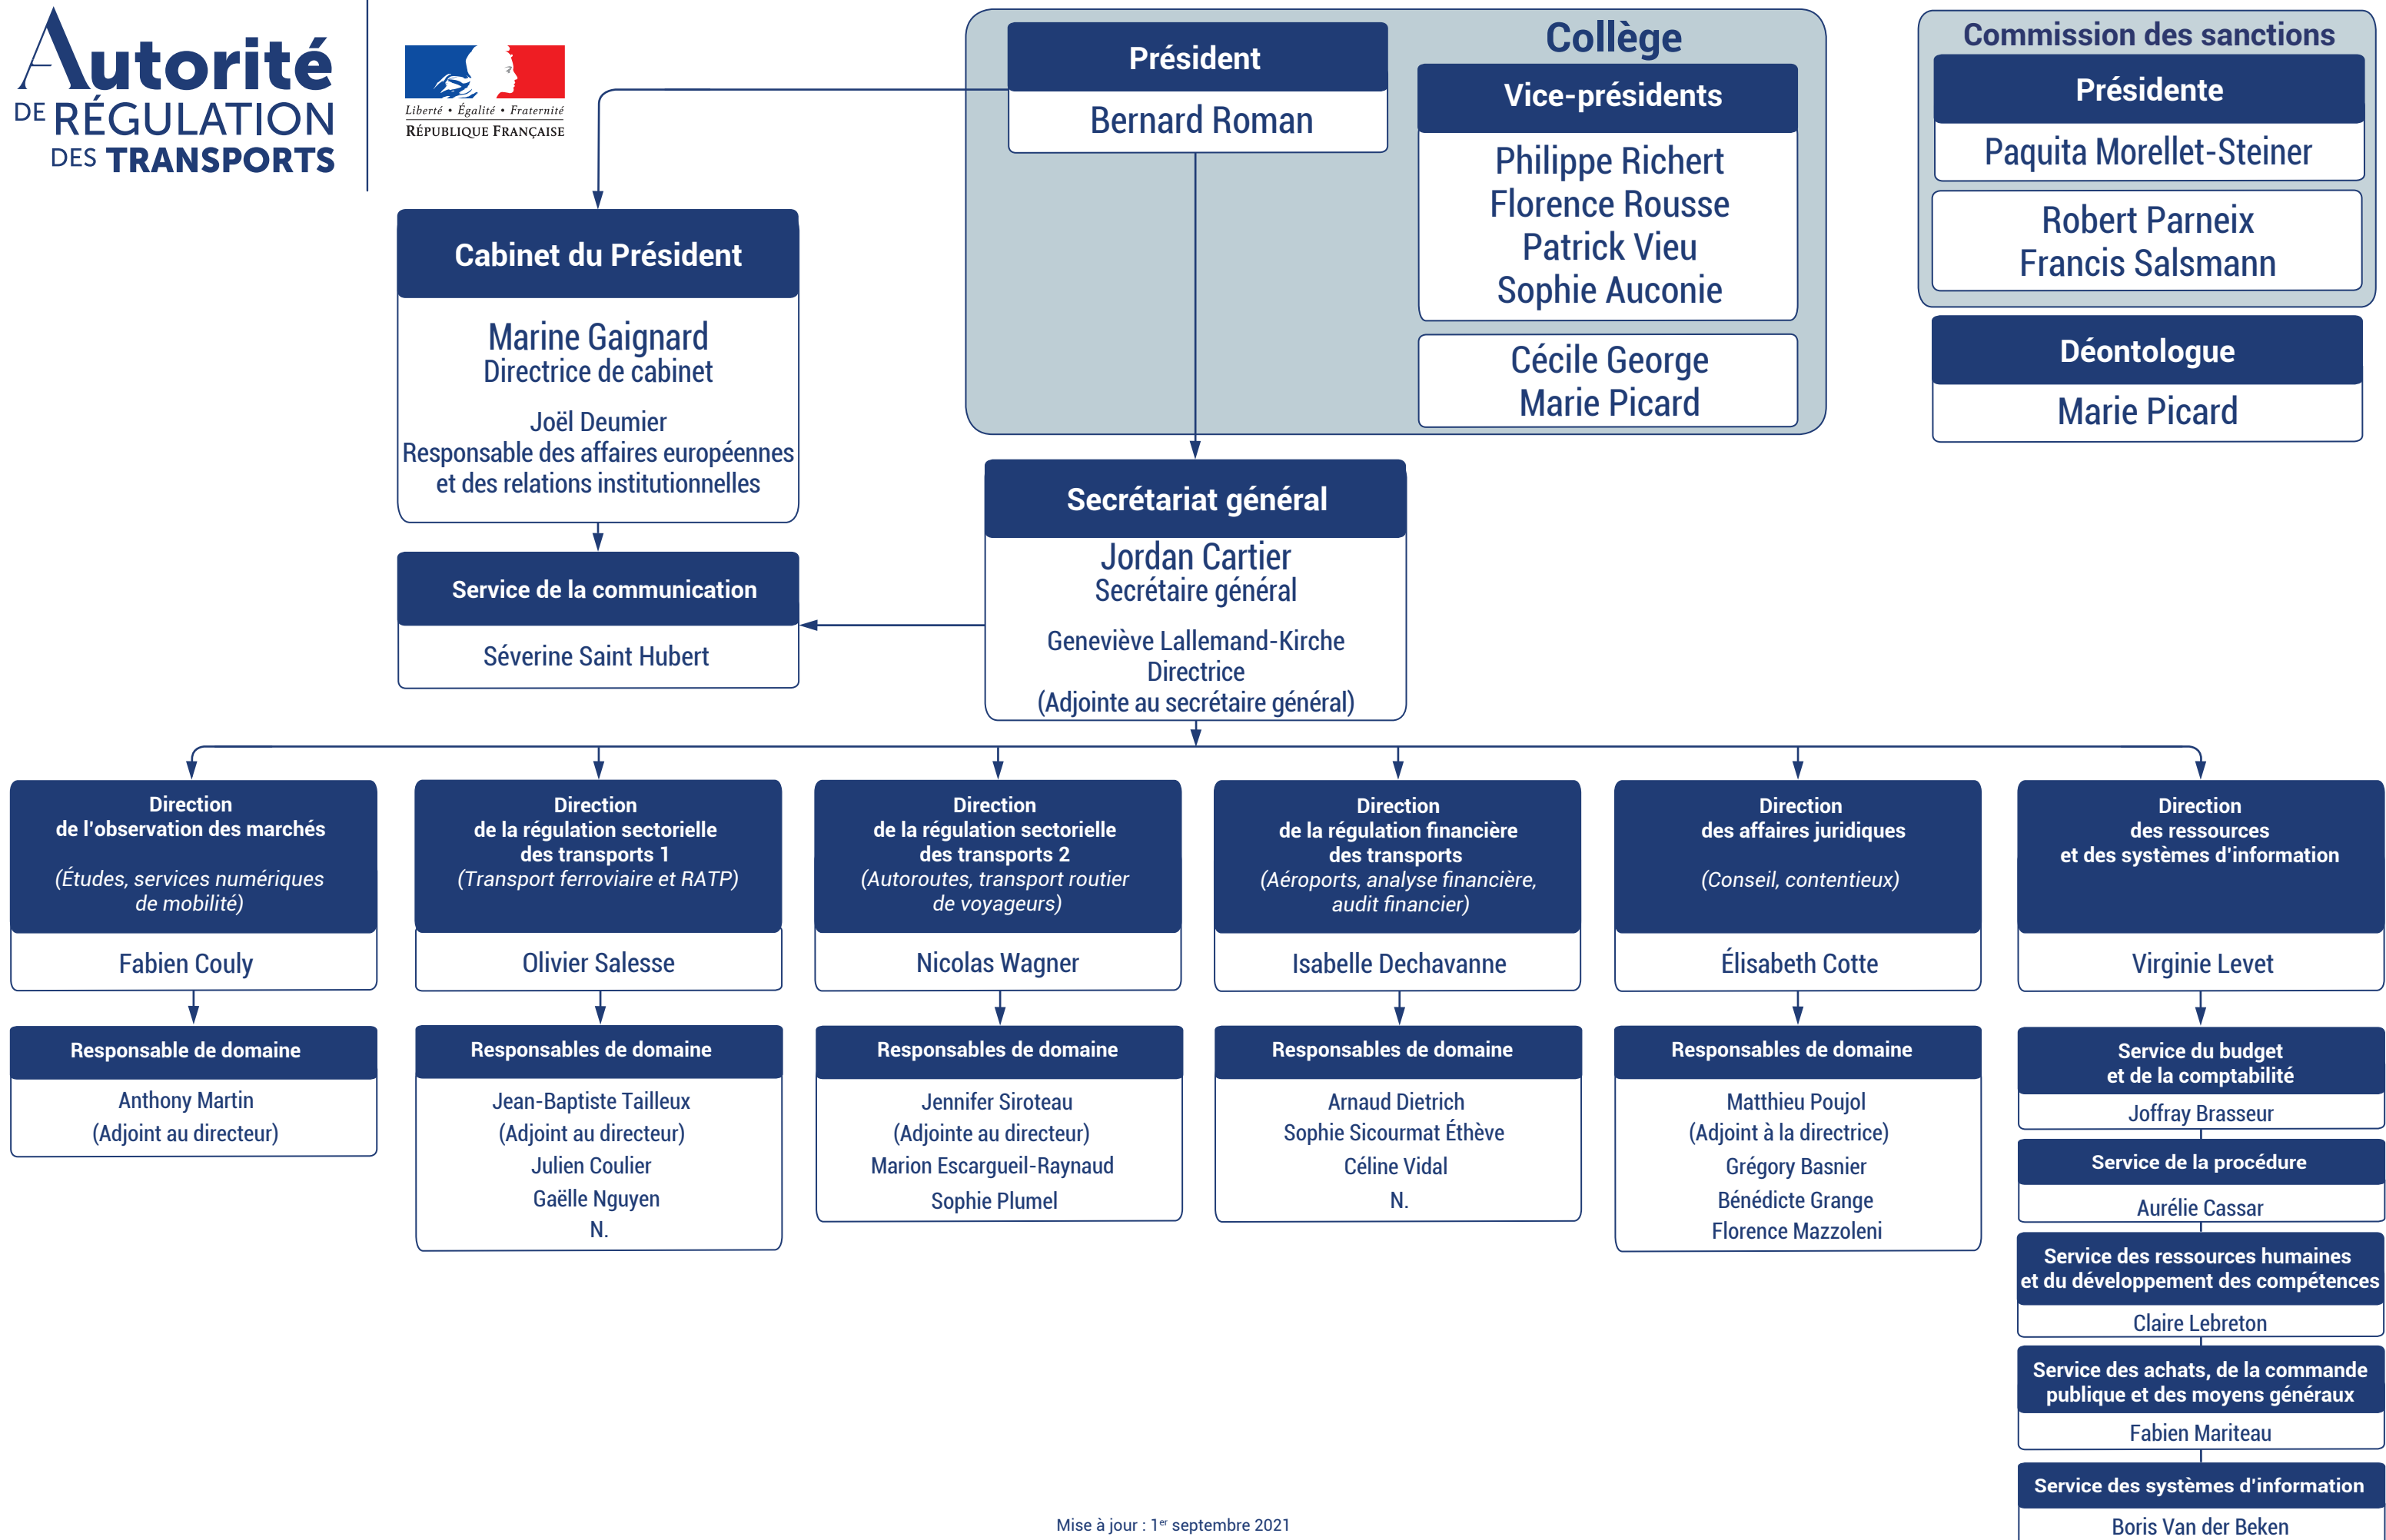 Autorité
DE RÉGULATION
DES TRANSPORTS
Liberté • Égalité • Fraternité
RÉPUBLIQUE FRANÇAISE
Président
Bernard Roman
Collège
Vice-présidents
Philippe Richert
Florence Rousse
Patrick Vieu
Sophie Auconie
Cécile George
Marie Picard
Commission des sanctions
Présidente
Paquita Morellet-Steiner
Robert Parneix
Francis Salsmann
Déontologue
Marie Picard
Cabinet du Président
Marine Gaignard
Directrice de cabinet
Joël Deumier
Responsable des affaires européennes
et des relations institutionnelles
Service de la communication
Séverine Saint Hubert
Secrétariat général
Jordan Cartier
Secrétaire général
Geneviève Lallemand-Kirche
Directrice
(Adjointe au secrétaire général)
Direction
de l'observation des marchés
(Études, services numériques
de mobilité)
Fabien Couly
Responsable de domaine
Anthony Martin
(Adjoint au directeur)
Direction
de la régulation sectorielle
des transports 1
(Transport ferroviaire et RATP)
Olivier Salesse
Responsables de domaine
Jean-Baptiste Tailleux
(Adjoint au directeur)
Julien Coulier
Gaëlle Nguyen
N.
Direction
de la régulation sectorielle
des transports 2
(Autoroutes, transport routier
de voyageurs)
Nicolas Wagner
Responsables de domaine
Jennifer Siroteau
(Adjointe au directeur)
Marion Escargueil-Raynaud
Sophie Plumel
Direction
de la régulation financière
des transports
(Aéroports, analyse financière,
audit financier)
Isabelle Dechavanne
Responsables de domaine
Arnaud Dietrich
Sophie Sicourmat Éthève
Céline Vidal
N.
Direction
des affaires juridiques
(Conseil, contentieux)
Élisabeth Cotte
Responsables de domaine
Matthieu Poujol
(Adjoint à la directrice)
Grégory Basnier
Bénédicte Grange
Florence Mazzoleni
Direction
des ressources
et des systèmes d'information
Virginie Levet
Service du budget
et de la comptabilité
Joffray Brasseur
Service de la procédure
Aurélie Cassar
Service des ressources humaines
et du développement des compétences
Claire Lebreton
Service des achats, de la commande
publique et des moyens généraux
Fabien Mariteau
Service des systèmes d'information
Boris Van der Beken
Mise à jour : 1er septembre 2021